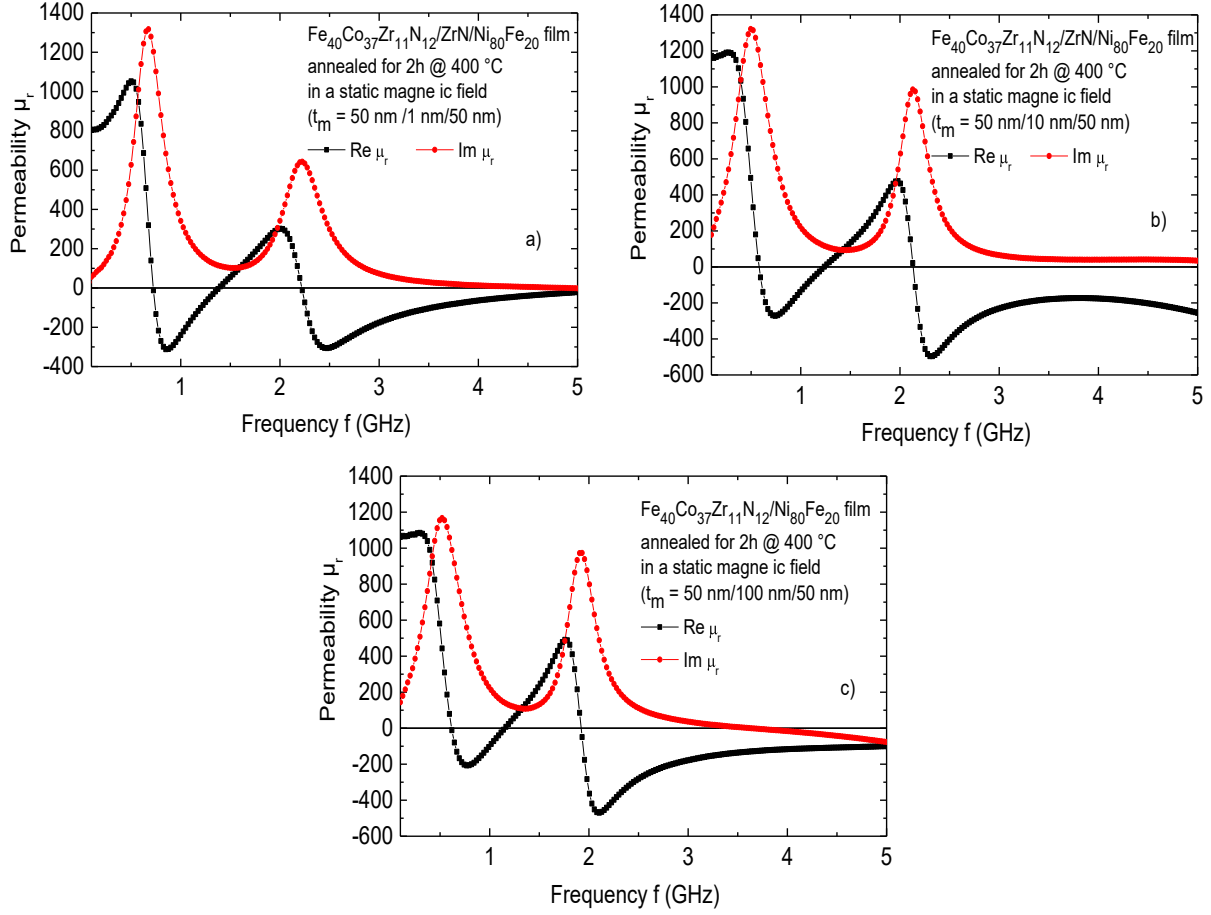 1400
1200
1000
800
600
400
200
0
-200
-400
1
2
3
4
5
Permeability μr
Frequency f (GHz)
Fe40Co37Zr11N12/ZrN/Ni80Fe20 film
annealed for 2h @ 400 °C
in a static magne ic field
(tm = 50 nm /1 nm/50 nm)
Re μr Im μr
a)
1400
1200
1000
800
600
400
200
0
-200
-400
-600
1
2
3
4
5
Permeability μr
Frequency f (GHz)
Fe40Co37Zr11N12/ZrN/Ni80Fe20 film
annealed for 2h @ 400 °C
in a static magne ic field
(tm = 50 nm/10 nm/50 nm)
Re μr Im μr
b)
1400
1200
1000
800
600
400
200
0
-200
-400
-600
1
2
3
4
5
Permeability μr
Frequency f (GHz)
Fe40Co37Zr11N12/Ni80Fe20 film
annealed for 2h @ 400 °C
in a static magne ic field
(tm = 50 nm/100 nm/50 nm)
Re μr
Im μr
c)